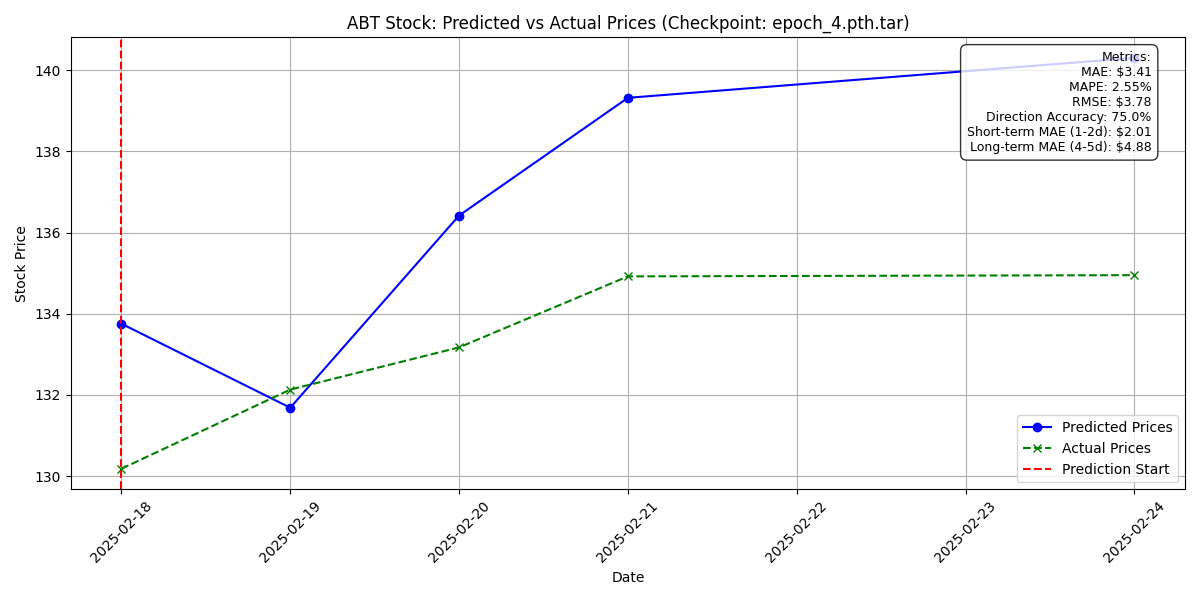 ABT Stock: Predicted vs Actual Prices (Checkpoint: epoch_4.pth.tar)
Metrics:
MAE: $3.41
MAPE: 2.55%
RMSE: $3.78
Direction Accuracy: 75.0%
Short-term MAE (1-2d): $2.01
Long-term MAE (4-5d): $4.88
Stock Price
140
138
136
134
132
130
Predicted Prices
Actual Prices
Prediction Start
2025-02-18
2025-02-19
2025-02-20
2025-02-21
2025-02-22
2025-02-23
2025-02-24
Date